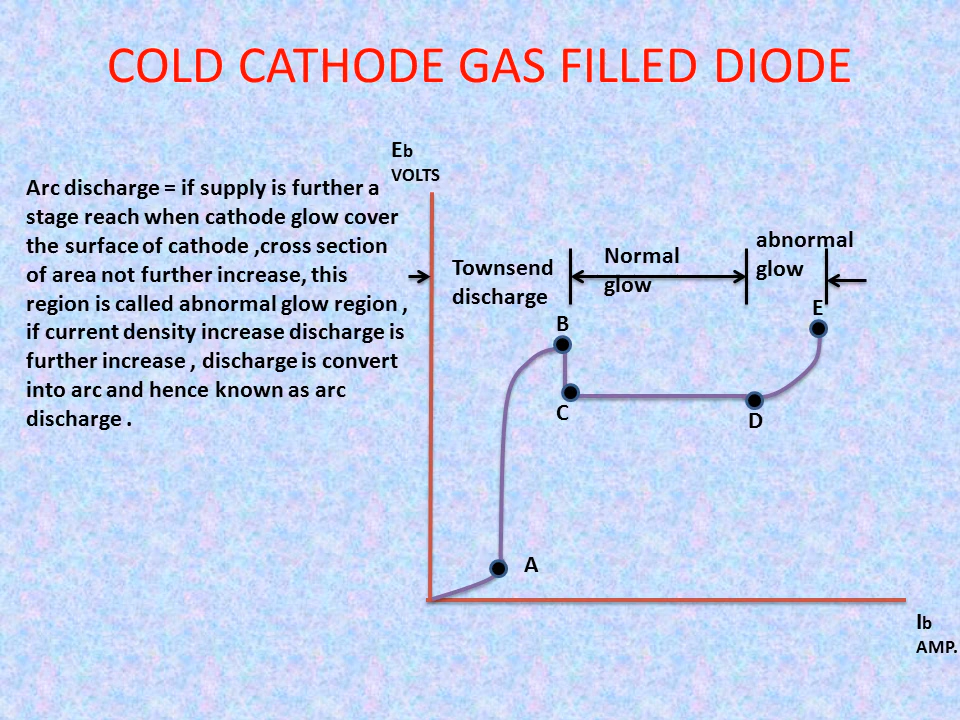 COLD CATHODE GAS FILLED DIODE
Arc discharge = if supply is further a
stage reach when cathode glow cover
the surface of cathode ,cross section
of area not further increase, this
region is called abnormal glow region ,
if current density increase discharge is
further increase , discharge is convert
into arc and hence known as arc
discharge .
Eb
VOLTS
Townsend
discharge
Normal
glow
abnormal
glow
B
E
C
D
A
Ib
AMP.